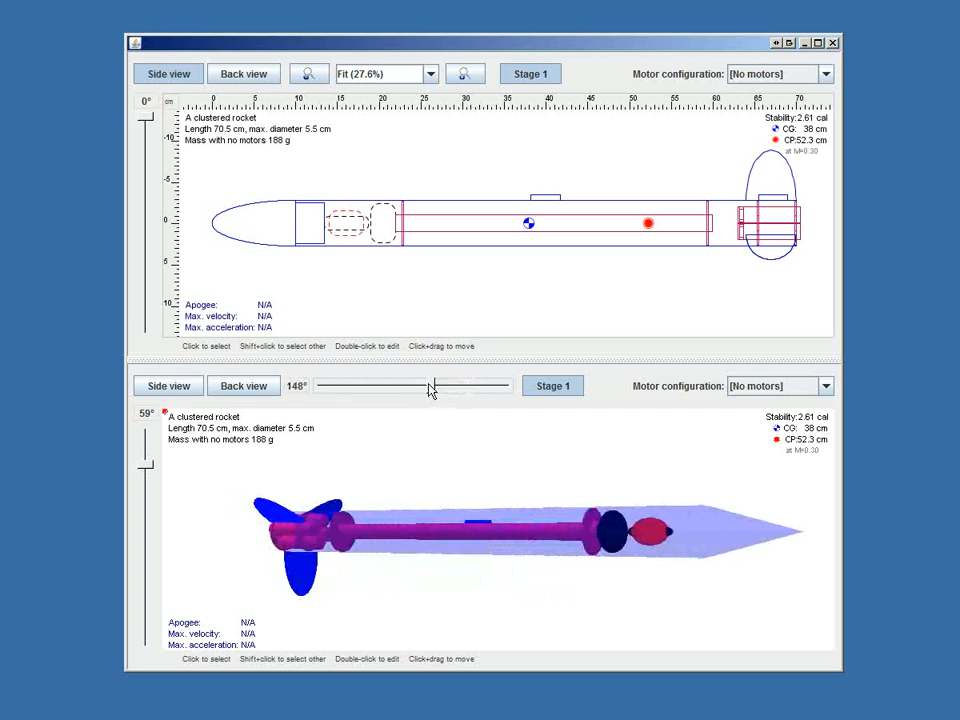 Side view Back view Fit (27.6%) Stage 1 Motor configuration: [No motors]
0° cm 0 5 10 15 20 25 30 35 40 45 50 55 60 65 70
A clustered rocket Stability:2.61 cal
Length 70.5 cm, max. diameter 5.5 cm CG: 38 cm
Mass with no motors 188 g CP:52.3 cm
at M=0.30
-10
-5
0
5
10
Apogee: N/A
Max. velocity: N/A
Max. acceleration: N/A
Click to select Shift+click to select other Double-click to edit Click+drag to move
Side view Back view 148° Stage 1 Motor configuration: [No motors]
59°
A clustered rocket Stability:2.61 cal
Length 70.5 cm, max. diameter 5.5 cm CG: 38 cm
Mass with no motors 188 g CP:52.3 cm
at M=0.30
Apogee: N/A
Max. velocity: N/A
Max. acceleration: N/A
Click to select Shift+click to select other Double-click to edit Click+drag to move